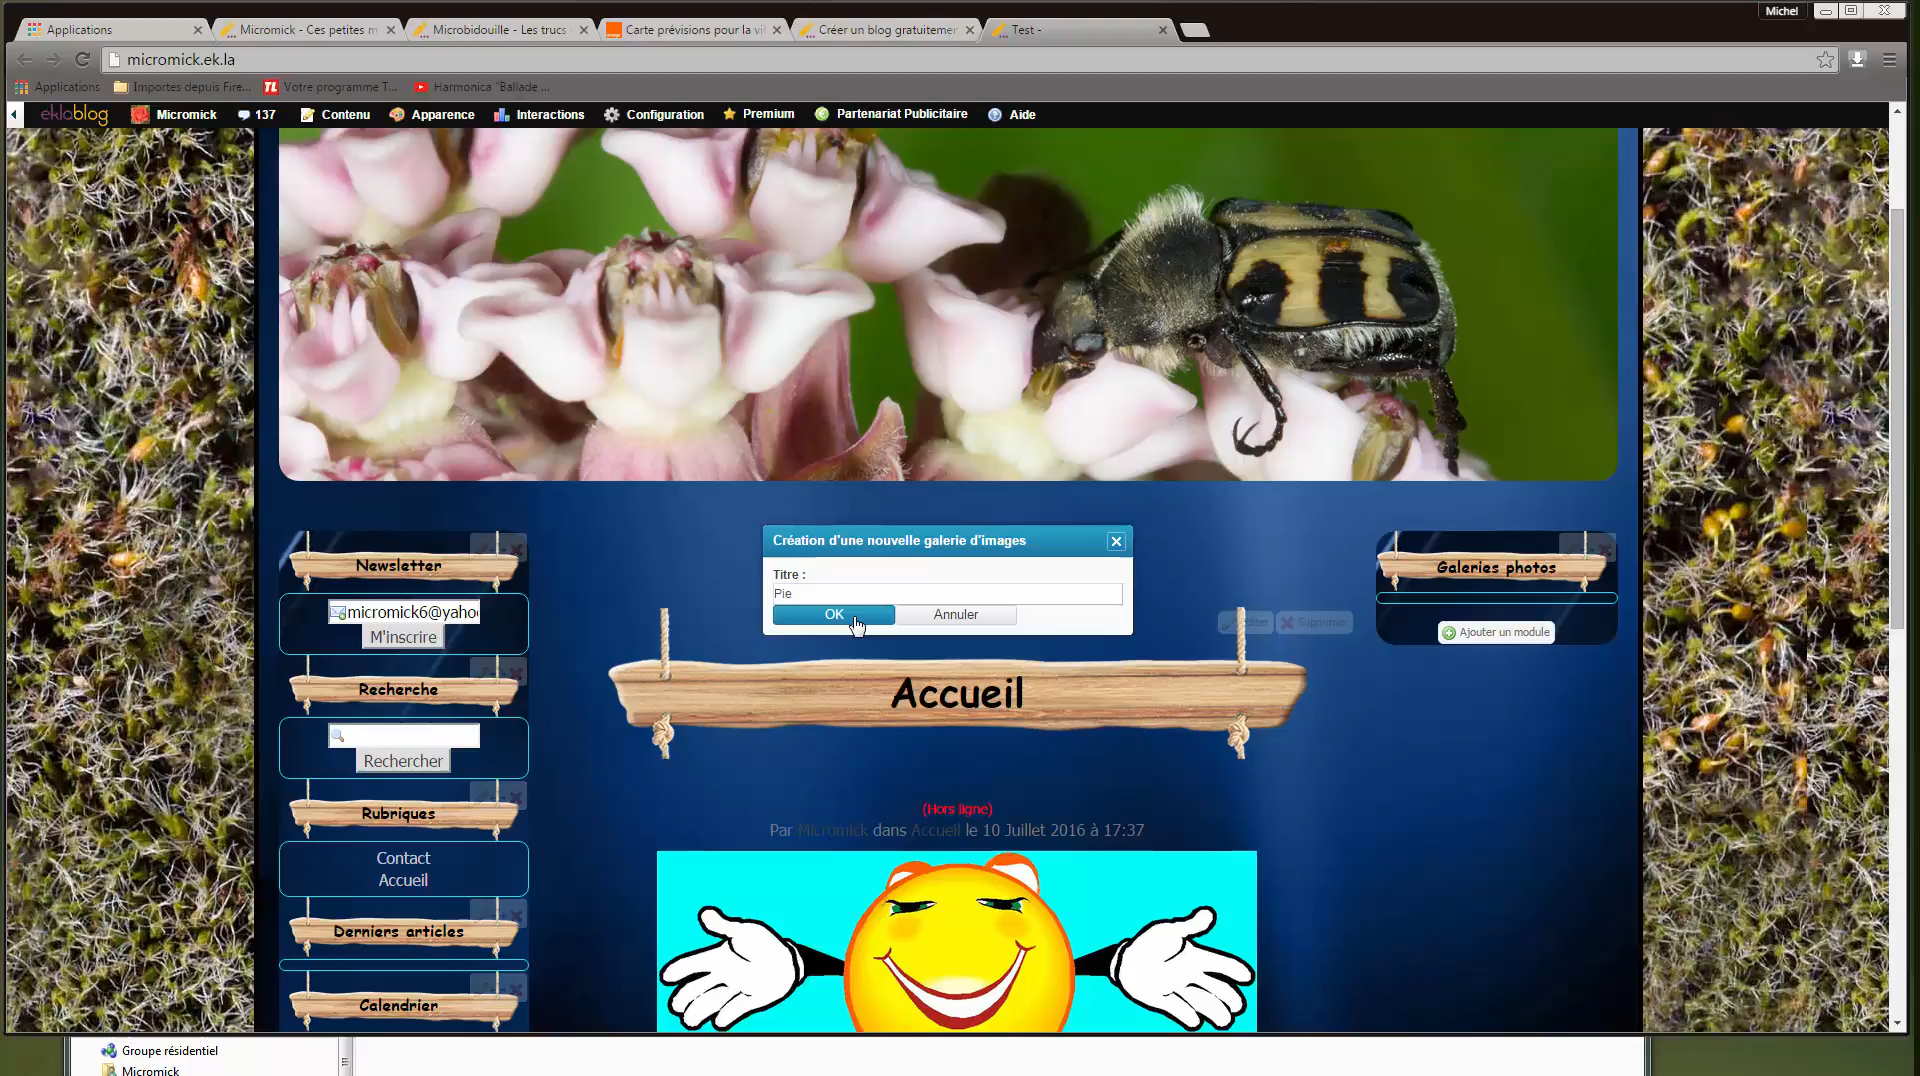 Michel
Applications
Micromick - Ces petites m
Microbidouille - Les trucs
Carte prévisions pour la vil
Créer un blog gratuitemen
Test -
micromick.ek.la
Applications
Importés depuis Fire...
Votre programme T...
Harmonica "Ballade ...
eklablog
Micromick
137
Contenu
Apparence
Interactions
Configuration
Premium
Partenariat Publicitaire
Aide
Création d'une nouvelle galerie d'images
Titre :
Pie
OK
Annuler
Supprimer
Newsletter
micromick6@yaho
M'inscrire
Recherche
Rechercher
Rubriques
Contact
Accueil
Derniers articles
Calendrier
Galeries photos
Ajouter un module
Accueil
(Hors ligne)
Par Micromick dans Accueil le 10 Juillet 2016 à 17:37
Groupe résidentiel
Micromick